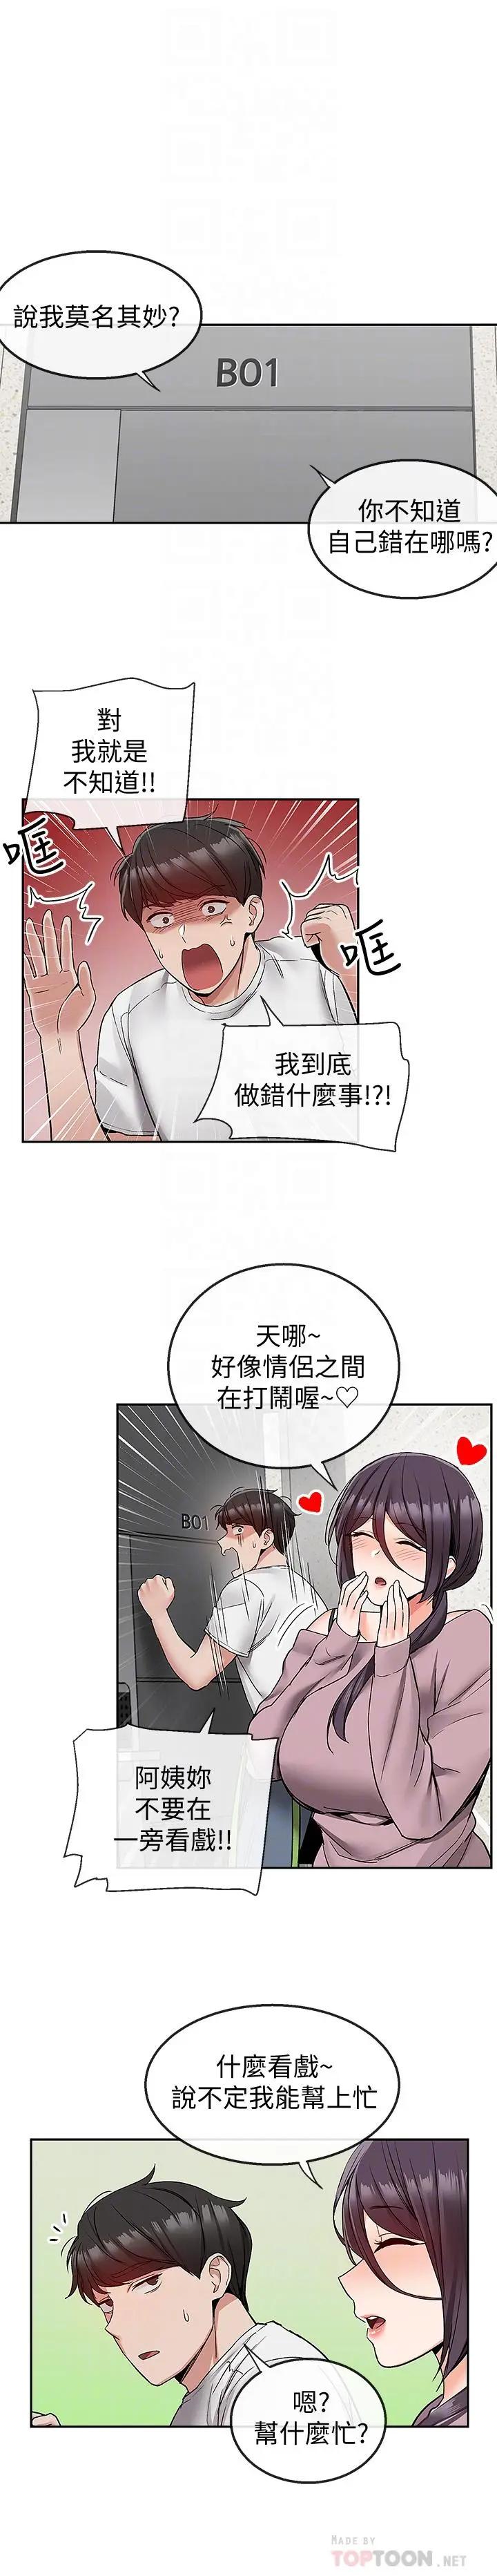 說我莫名其妙?
B01
你不知道
自己錯在哪嗎?
對
我就是
不知道!!
哐
哐
我到底
做錯什麼事!?!
天哪~
好像情侶之間
在打鬧喔~♡
B01
阿姨妳
不要在
一旁看戲!!
什麼看戲~
說不定我能幫上忙
嗯?
幫什麼忙?
MADE BY
TOPTOON.NET